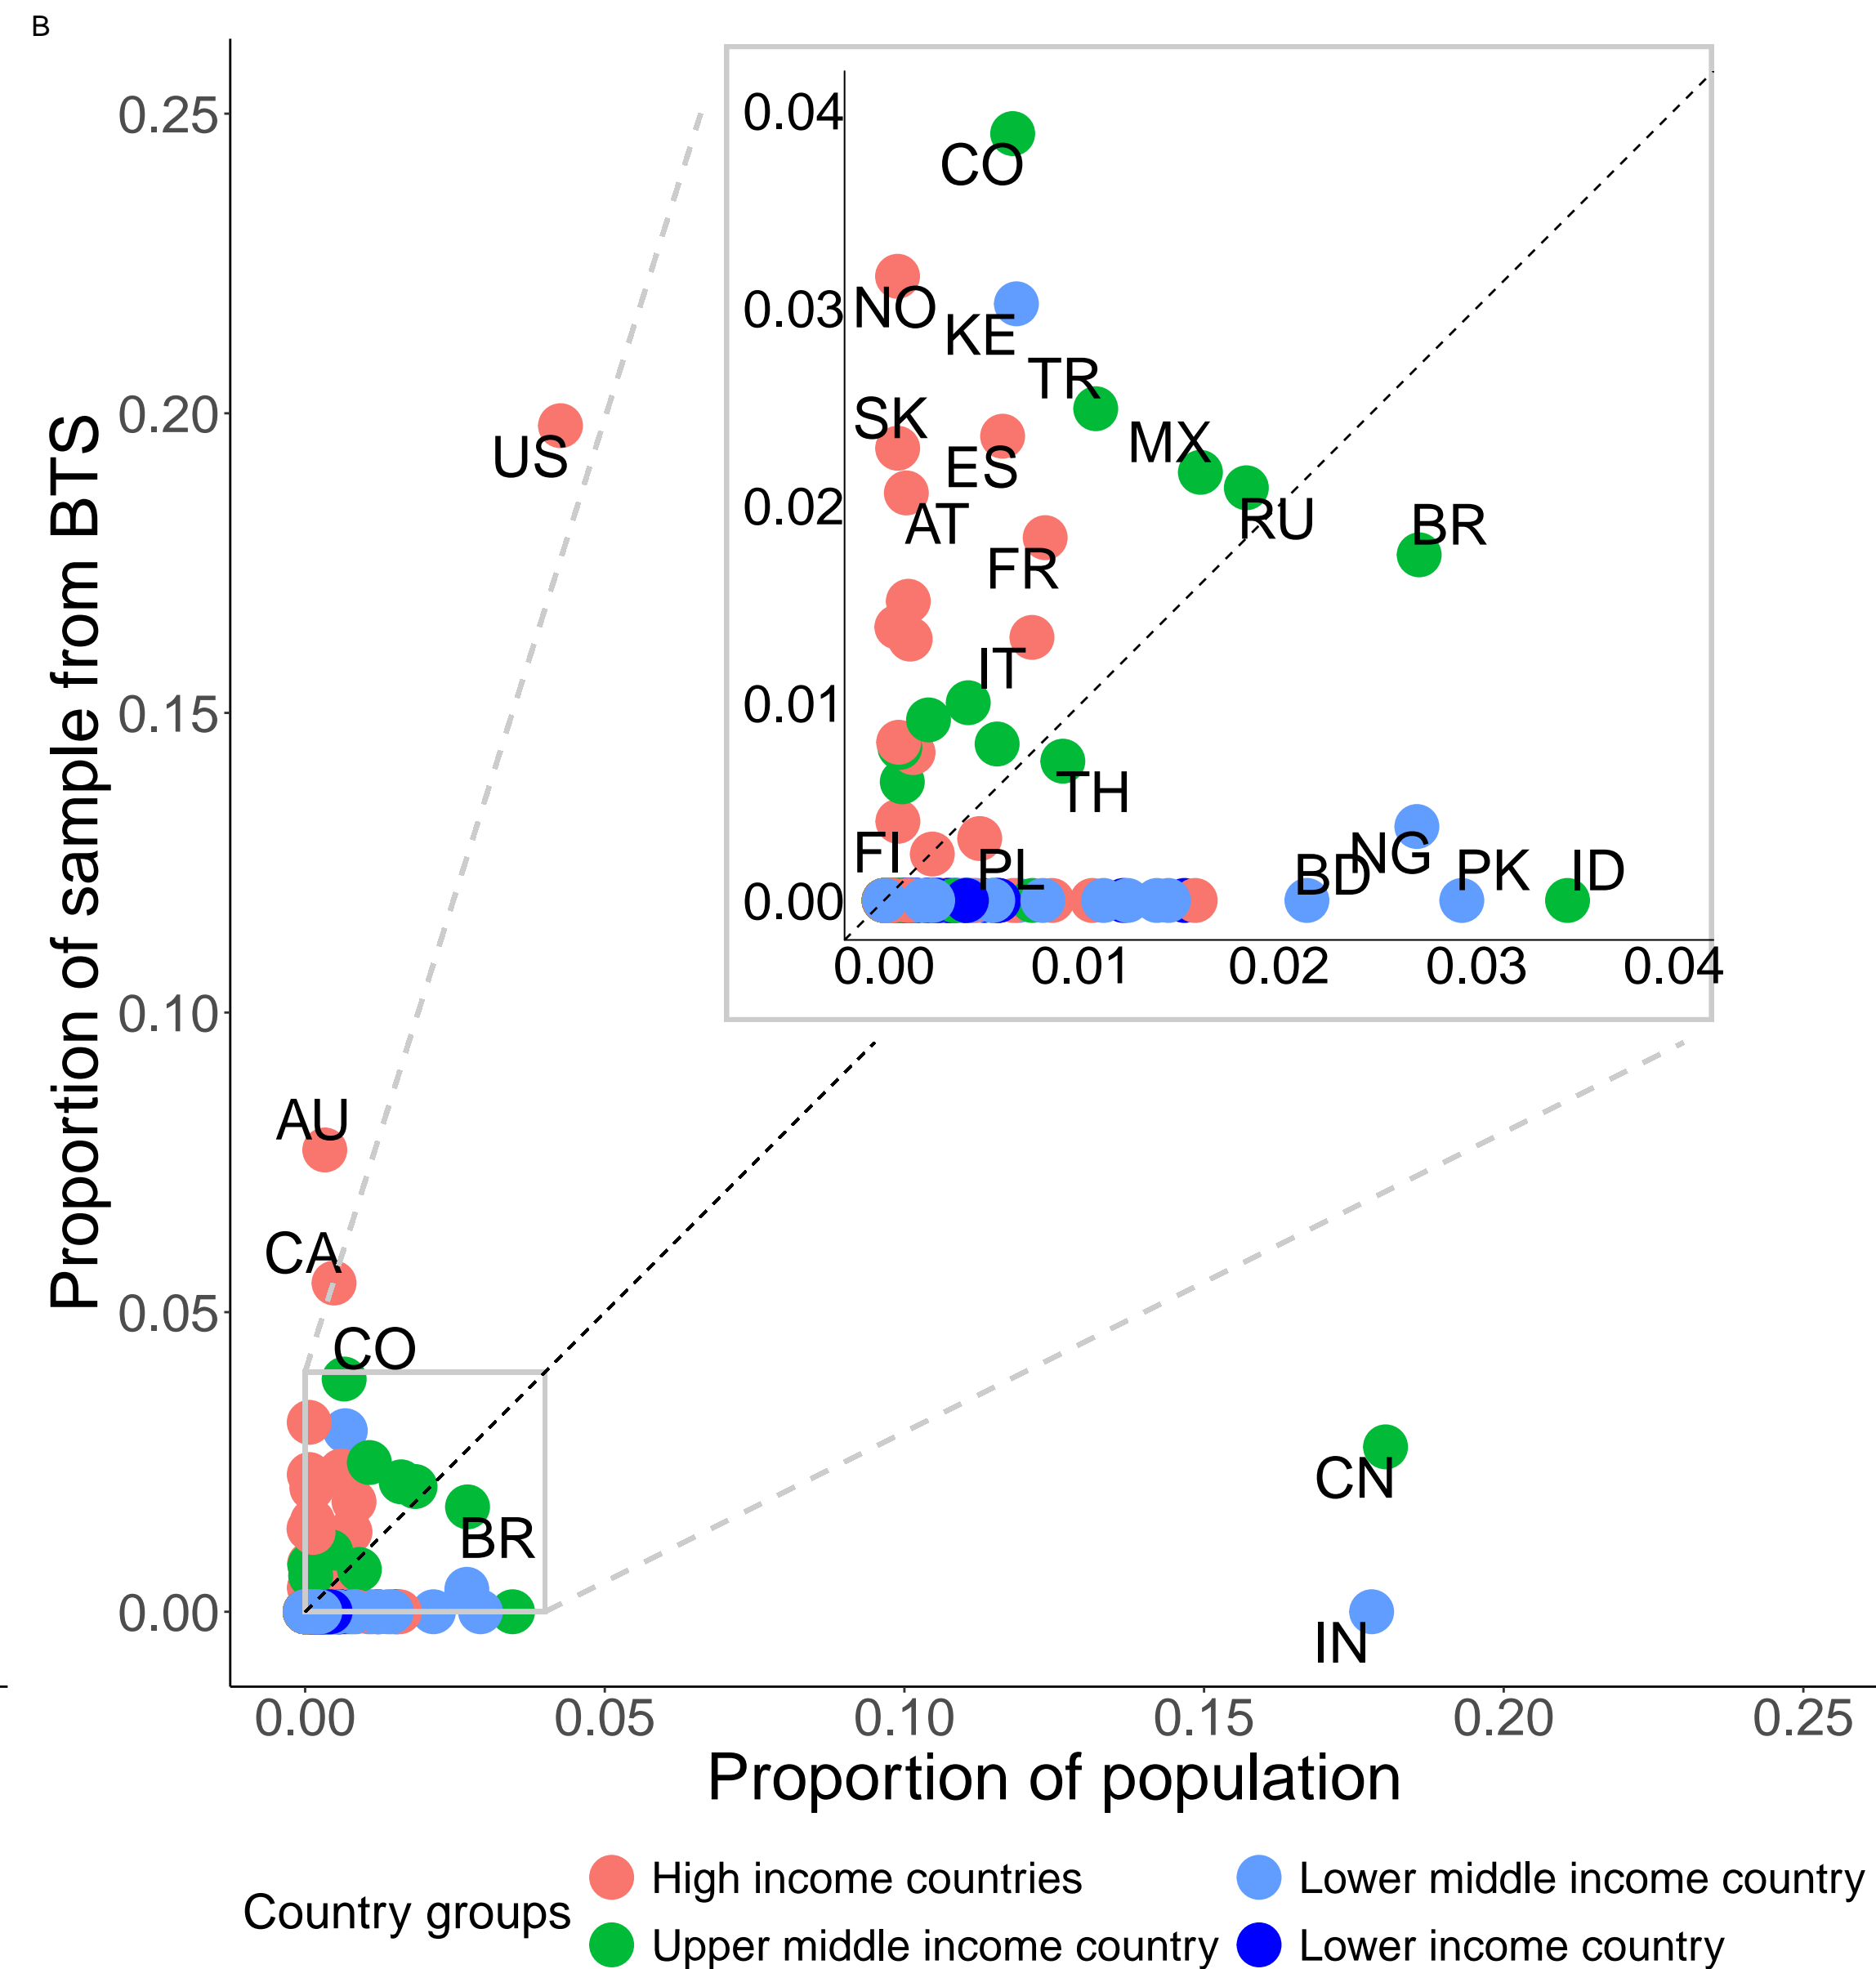 B
0.25
0.20
0.15
0.10
0.05
0.00
Proportion of sample from BTS
US
AU
CA
CO
BR
CN
IN
0.04
0.03
0.02
0.01
0.00
CO
NO
KE
TR
SK
ES
MX
AT
RU
BR
FR
IT
TH
FI
PL
NG
BD
PK
ID
0.00 0.01 0.02 0.03 0.04
0.00 0.05 0.10 0.15 0.20 0.25
Proportion of population
Country groups
High income countries
Lower middle income country
Upper middle income country
Lower income country